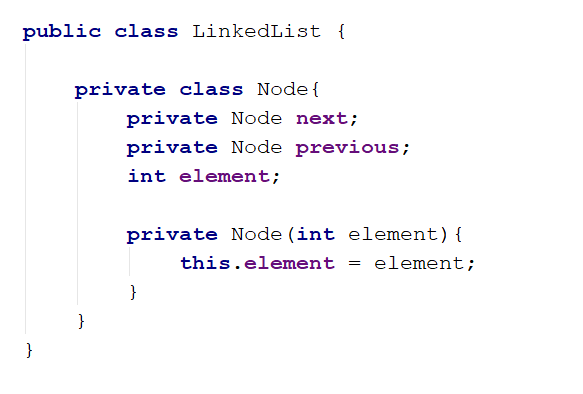 public class LinkedList {
private class Node{
private Node next;
private Node previous;
int element;
private Node(int element){
this.element = element;
}
}
}